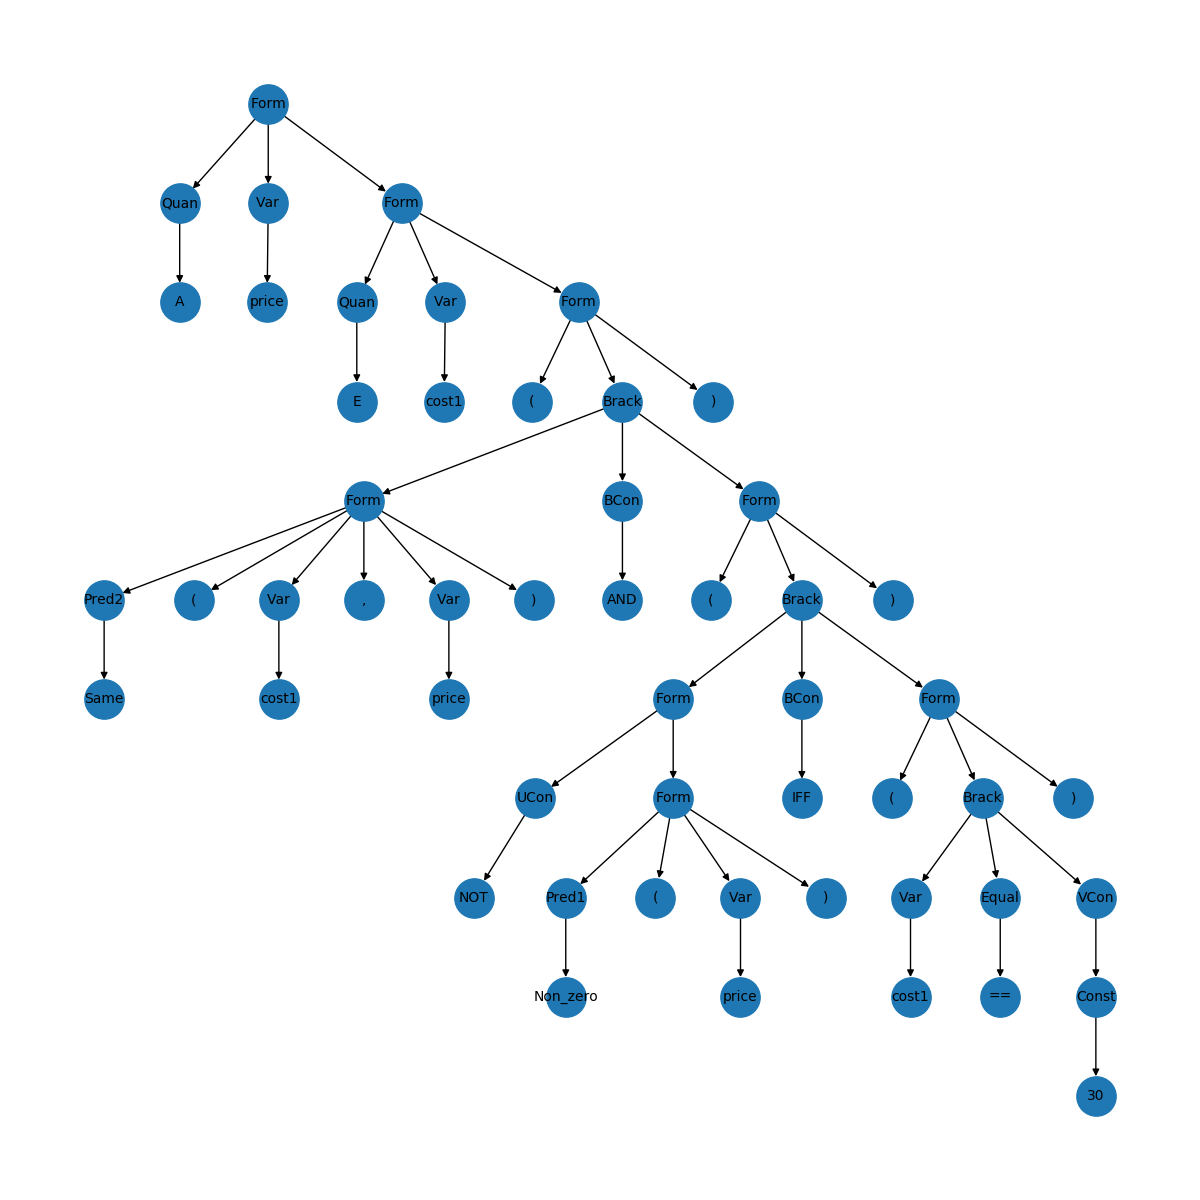 Form
Quan Var Form
A price Quan Var Form
E cost1 ( Brack )
Form BCon Form
Pred2 ( Var , Var ) AND ( Brack )
Same cost1 price Form BCon Form
UCon Form IFF ( Brack )
NOT Pred1 ( Var ) Var Equal VCon
Non_zero price cost1 == Const
30